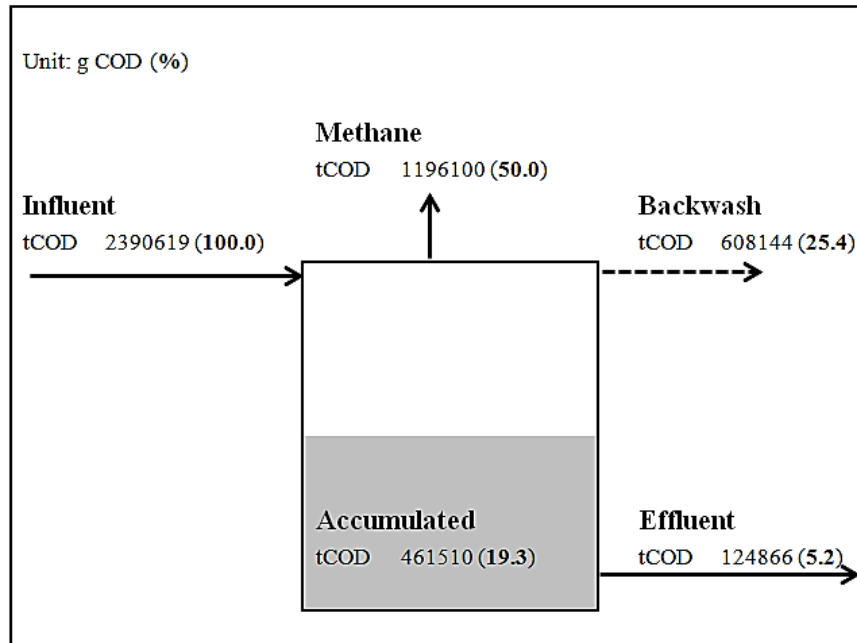 Unit: g COD (%)
Methane
tCOD 1196100 (50.0)
Influent
tCOD 2390619 (100.0)
Backwash
tCOD 608144 (25.4)
Accumulated
tCOD 461510 (19.3)
Effluent
tCOD 124866 (5.2)